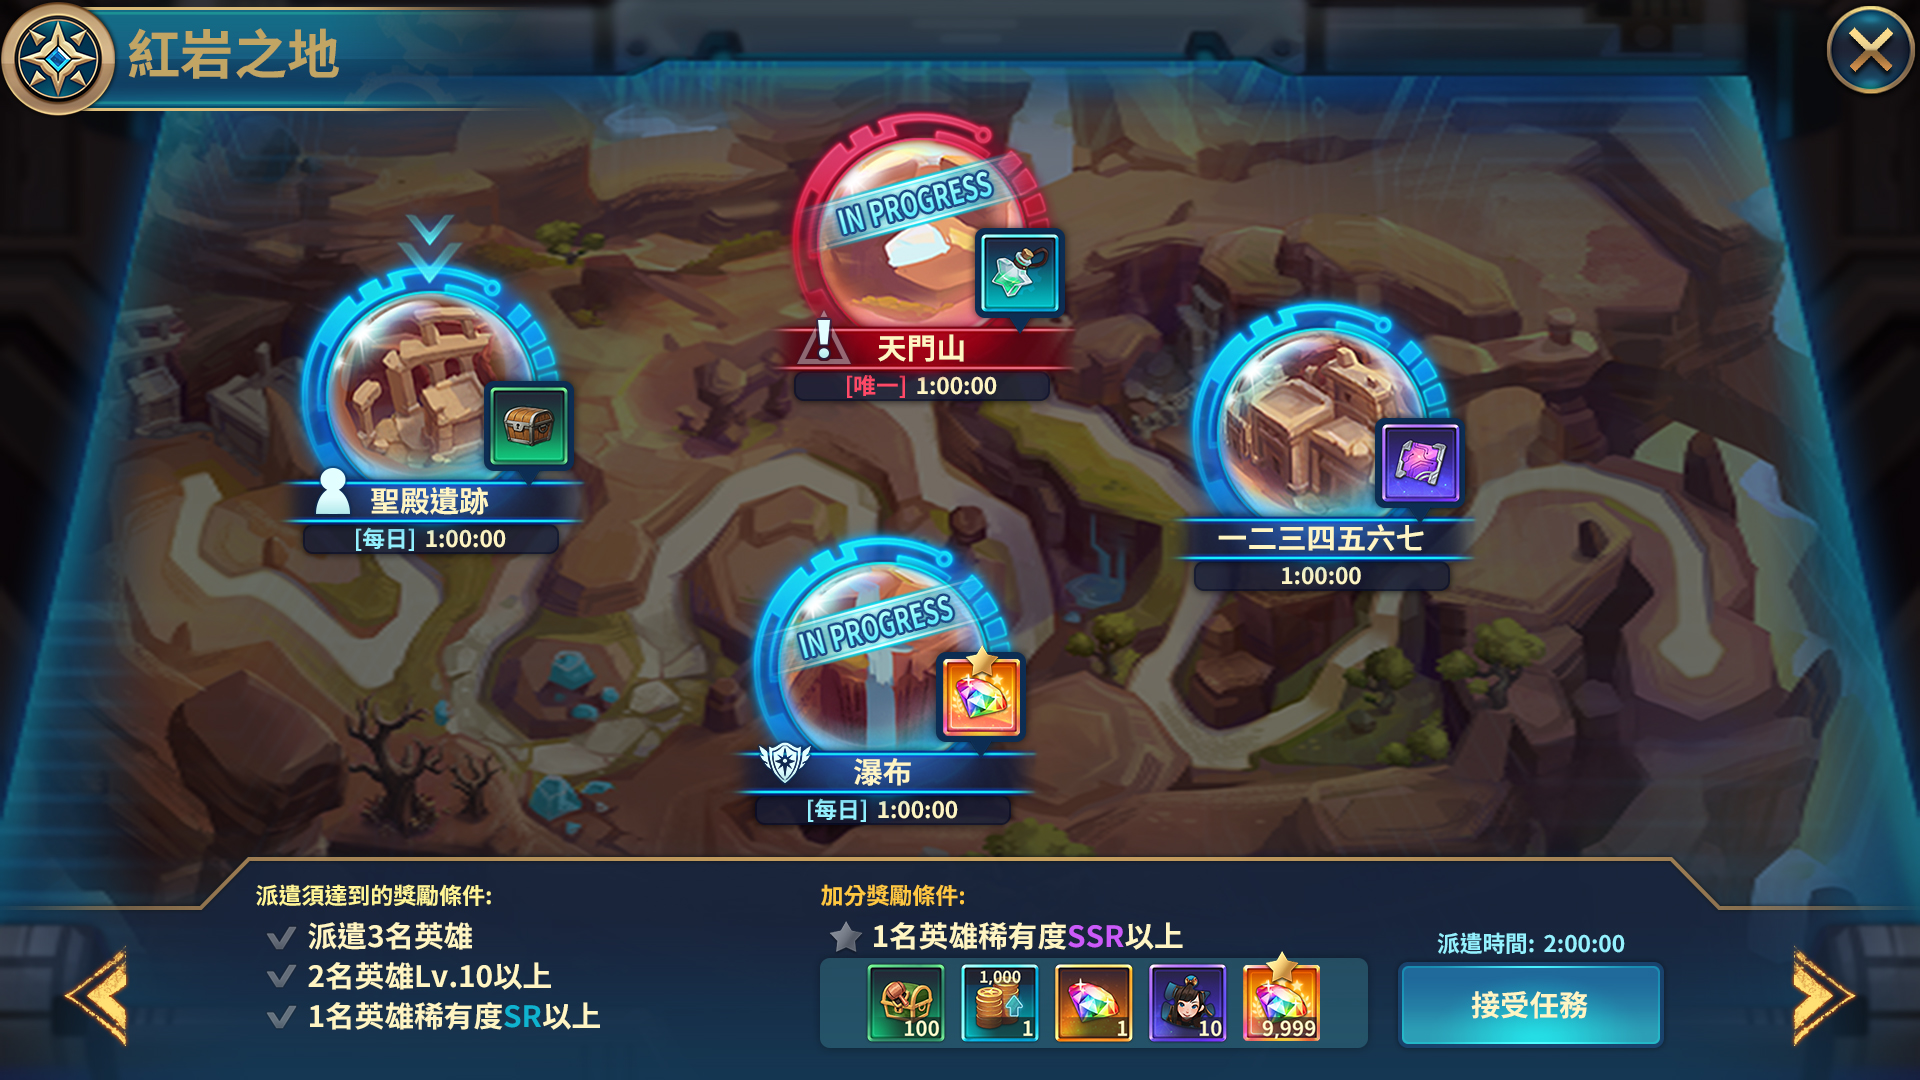 紅岩之地
IN PROGRESS
天門山
[唯一] 1:00:00
聖殿遺跡
[每日] 1:00:00
一二三四五六七
1:00:00
IN PROGRESS
瀑布
[每日] 1:00:00
派遣須達到的獎勵條件:
派遣3名英雄
2名英雄Lv.10以上
1名英雄稀有度SR以上
加分獎勵條件:
1名英雄稀有度SSR以上
100
1,000
1
1
10
9,999
派遣時間: 2:00:00
接受任務